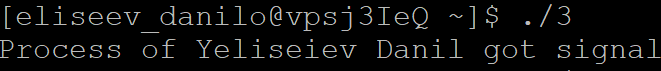 [eliseev_danilo@vpsj3IeQ ~]$ ./3
Process of Yeliseiev Danil got signal